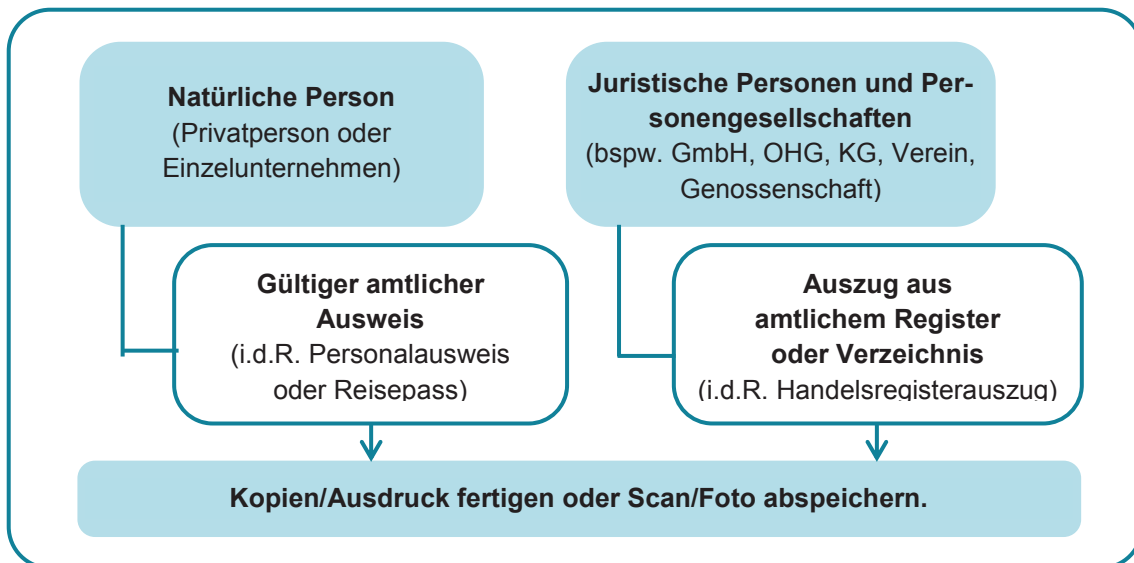 Natürliche Person
(Privatperson oder
Einzelunternehmen)
Juristische Personen und Per-
sonengesellschaften
(bspw. GmbH, OHG, KG, Verein,
Genossenschaft)
Gültiger amtlicher
Ausweis
(i.d.R. Personalausweis
oder Reisepass)
Auszug aus
amtlichem Register
oder Verzeichnis
(i.d.R. Handelsregisterauszug)
Kopien/Ausdruck fertigen oder Scan/Foto abspeichern.